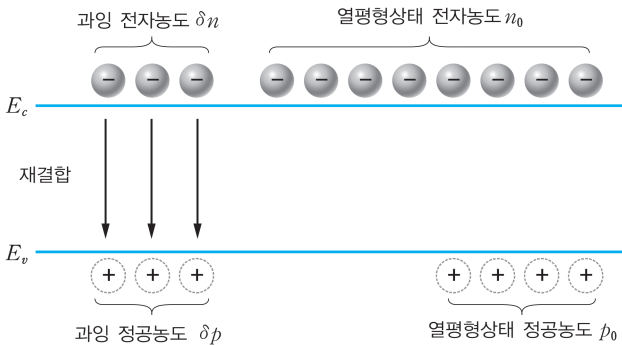 과잉 전자농도 δn
열평형상태 전자농도 n₀
− − − − − − − − − − −
E꜀
재결합
Eᵥ
+ + + + + + +
과잉 정공농도 δp
열평형상태 정공농도 p₀